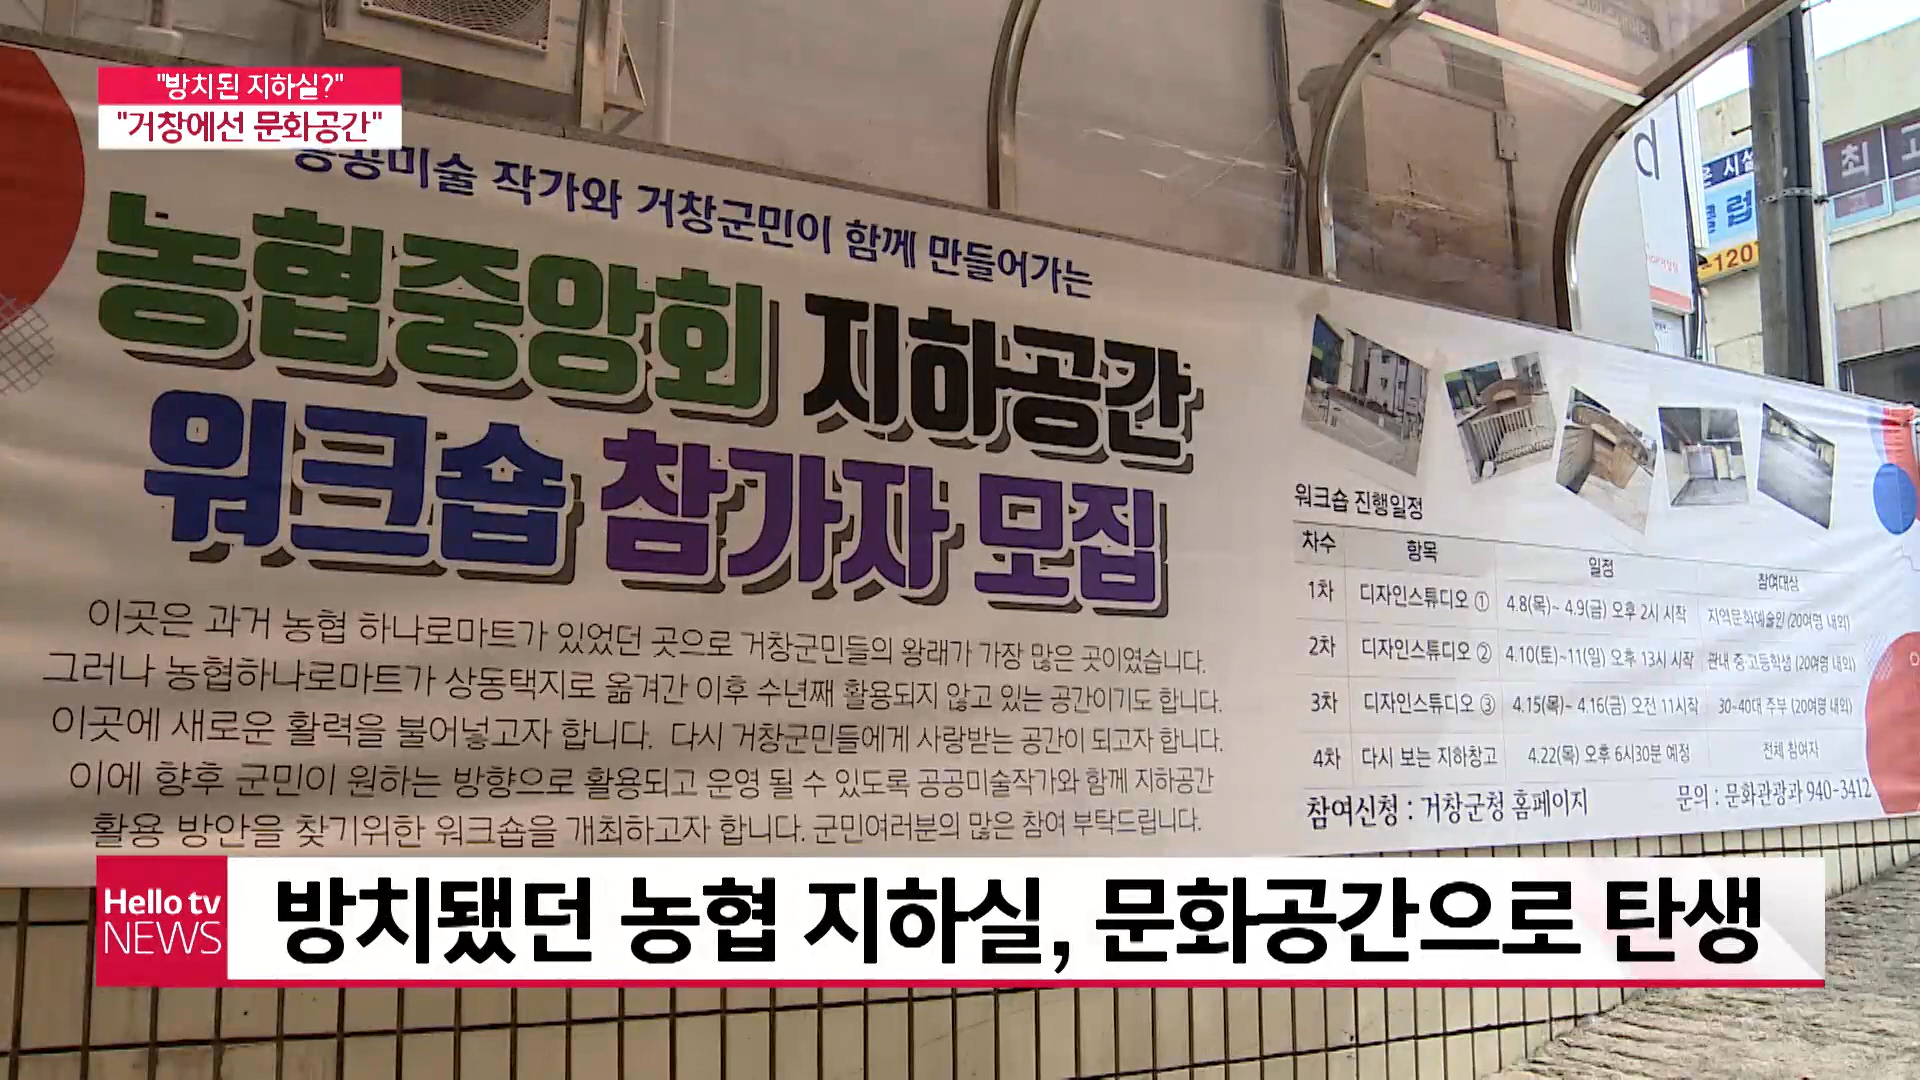 "방치된 지하실?"
"거창에선 문화공간"
공공미술 작가와 거창군민이 함께 만들어가는
농협중앙회 지하공간
워크숍 참가자 모집
이곳은 과거 농협 하나로마트가 있었던 곳으로 거창군민들의 왕래가 가장 많은 곳이였습니다.
그러나 농협하나로마트가 상동택지로 옮겨간 이후 수년째 활용되지 않고 있는 공간이기도 합니다.
이곳에 새로운 활력을 불어넣고자 합니다. 다시 거창군민들에게 사랑받는 공간이 되고자 합니다.
이에 향후 군민이 원하는 방향으로 활용되고 운영 될 수 있도록 공공미술작가와 함께 지하공간
활용 방안을 찾기위한 워크숍을 개최하고자 합니다. 군민여러분의 많은 참여 부탁드립니다.
워크숍 진행일정
차수 항목 일정 참여대상
1차 디자인스튜디오 ① 4.8(목)~ 4.9(금) 오후 2시 시작 지역문화예술인 (20여명 내외)
2차 디자인스튜디오 ② 4.10(토)~11(일) 오후 13시 시작 관내 중·고등학생 (20여명 내외)
3차 디자인스튜디오 ③ 4.15(목)~ 4.16(금) 오전 11시작 30~40대 주부 (20여명 내외)
4차 다시 보는 지하창고 4.22(목) 오후 6시30분 예정 전체 참여자
참여신청 : 거창군청 홈페이지 문의 : 문화관광과 940-3412
최
럽
-120
Hello tv
NEWS
방치됐던 농협 지하실, 문화공간으로 탄생